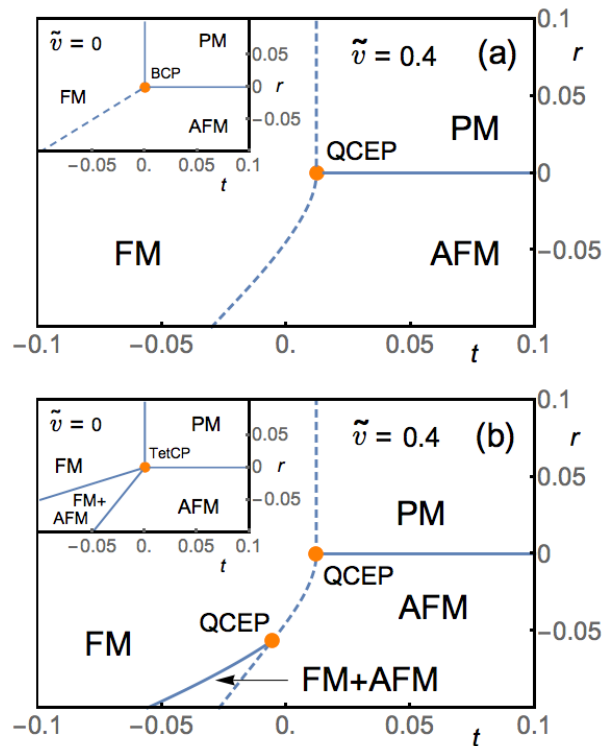 ṽ = 0
PM
0.05
BCP
FM
0
r
AFM
-0.05
-0.05
0.
0.05
0.1
t
ṽ = 0.4
(a)
0.1
r
0.05
PM
QCEP
0
FM
AFM
-0.05
-0.1
-0.05
0.
0.05
0.1
t
ṽ = 0
PM
0.05
TetCP
FM
0
r
FM+
AFM
AFM
-0.05
-0.05
0.
0.05
0.1
t
ṽ = 0.4
(b)
0.1
r
0.05
PM
0
QCEP
AFM
QCEP
FM
-0.05
FM+AFM
-0.1
-0.05
0.
0.05
0.1
t